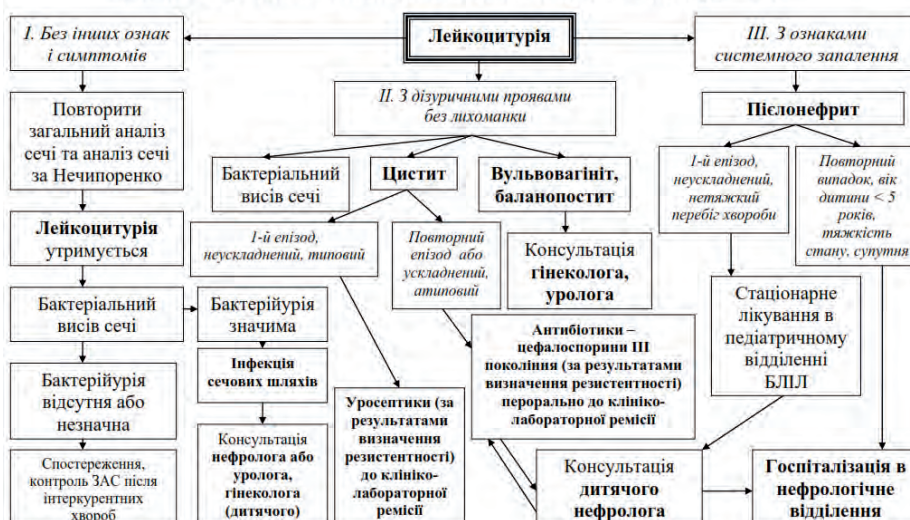 Лейкоцитурія
І. Без інших ознак
і симптомів
Повторити
загальний аналіз
сечі та аналіз сечі
за Нечипоренко
Лейкоцитурія
утримується
Бактеріальний
висів сечі
Бактерійурія
відсутня або
незначна
Спостереження,
контроль ЗАС після
інтеркурентних
хвороб
Бактерійурія
значима
Інфекція
сечових шляхів
Консультація
нефролога або
уролога,
гінеколога
(дитячого)
ІІ. З дізуричними проявами
без лихоманки
Бактеріальний
висів сечі
Цистит
Вульвовагініт,
баланопостит
1-й епізод,
неускладнений, типовий
Повторний
епізод або
ускладнений,
атиповий
Консультація
гінеколога,
уролога
Уросептики (за
результатами
визначення
резистентності)
до клініко-
лабораторної
ремісії
Антибіотики –
цефалоспорини ІІІ
покоління (за результатами
визначення резистентності)
перорально до клініко-
лабораторної ремісії
ІІІ. З ознаками
системного запалення
Пієлонефрит
1-й епізод,
неускладнений,
нетяжкий
перебіг хвороби
Повторний
випадок, вік
дитини < 5
років,
тяжкість
стану, супутня
Стаціонарне
лікування в
педіатричному
відділенні
БЛІЛ
Консультація
дитячого
нефролога
Госпіталізація в
нефрологічне
відділення